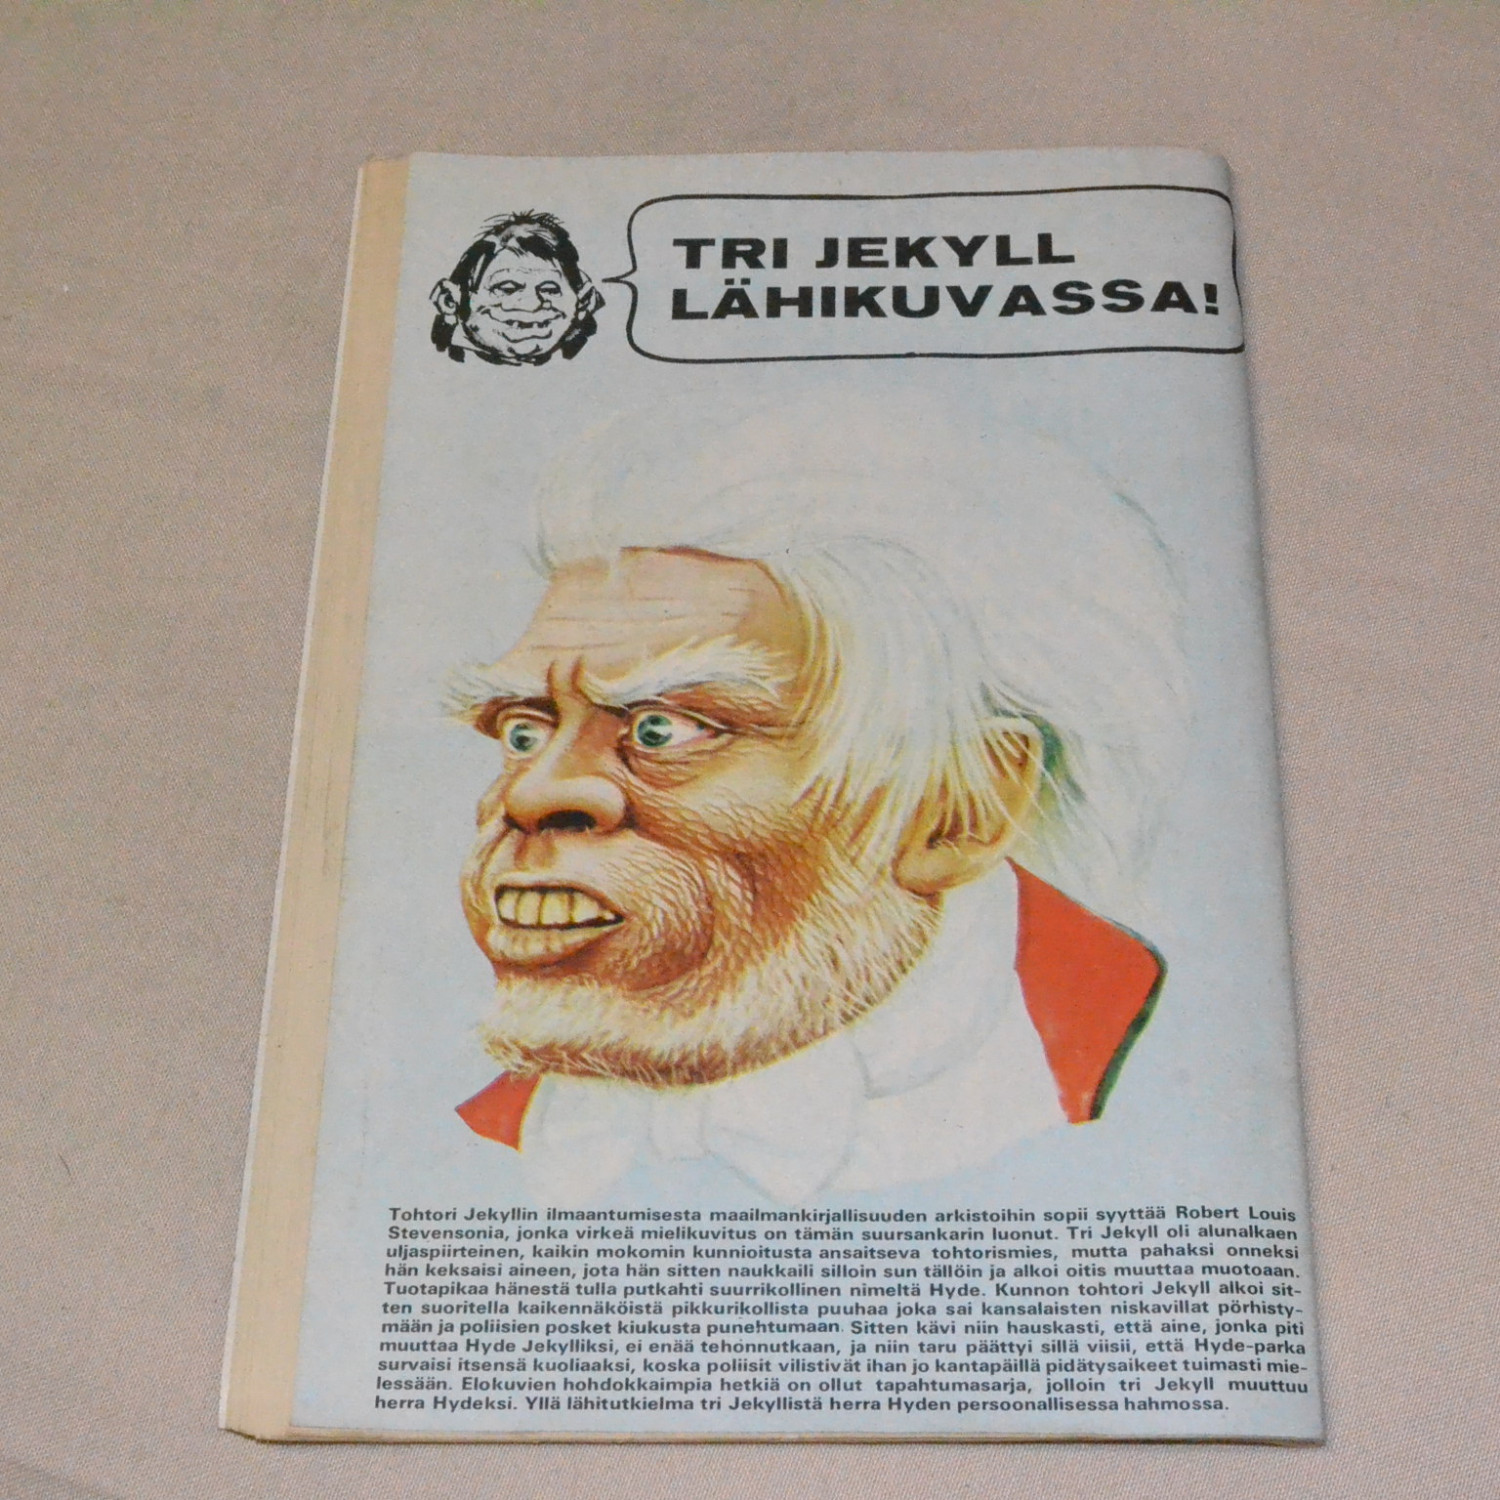 TRI JEKYLL
LÄHIKUVASSA!
Tohtori Jekyllin ilmaantumisesta maailmankirjallisuuden arkistoihin sopii syyttää Robert Louis
Stevensonia, jonka virkeä mielikuvitus on tämän suursankarin luonut. Tri Jekyll oli alunalkaen
uljaspiirteinen, kaikin mokomin kunnioitusta ansaitseva tohtorismies, mutta pahaksi onneksi
hän keksaisi aineen, jota hän sitten naukkaili silloin sun tällöin ja alkoi oitis muuttaa muotoaan.
Tuotapikaa hänestä tulla putkahti suurrikollinen nimeltä Hyde. Kunnon tohtori Jekyll alkoi sit-
ten suoritella kaikennäköistä pikkurikollista puuhaa joka sai kansalaisten niskavillat pörhisty-
mään ja poliisien posket kiukusta punehtumaan. Sitten kävi niin hauskasti, että aine, jonka piti
muuttaa Hyde Jekylliksi, ei enää tehonnutkaan, ja niin taru päättyi sillä viisii, että Hyde-parka
survaisi itsensä kuoliaaksi, koska poliisit vilistivät ihan jo kantapäillä pidätysaikeet tuimasti mie-
lessään. Elokuvien hohdokkaimpia hetkiä on ollut tapahtumasarja, jolloin tri Jekyll muuttuu
herra Hydeksi. Yllä lähitutkielma tri Jekyllistä herra Hyden persoonallisessa hahmossa.